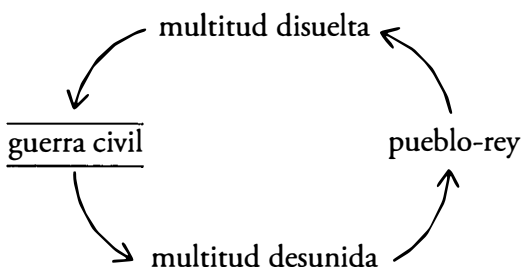 multitud disuelta
guerra civil
pueblo-rey
multitud desunida